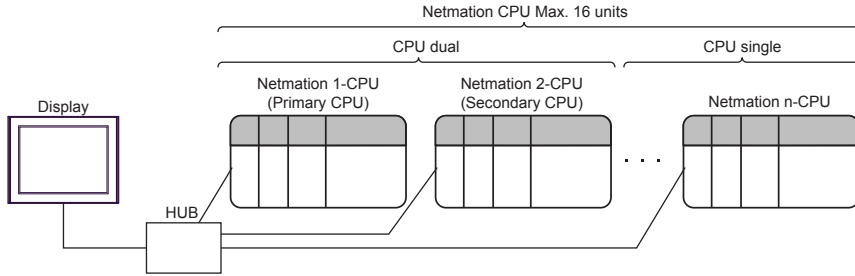 Netmation CPU Max. 16 units
CPU dual
CPU single
Netmation 1-CPU
(Primary CPU)
Netmation 2-CPU
(Secondary CPU)
Netmation n-CPU
Display
. . .
HUB